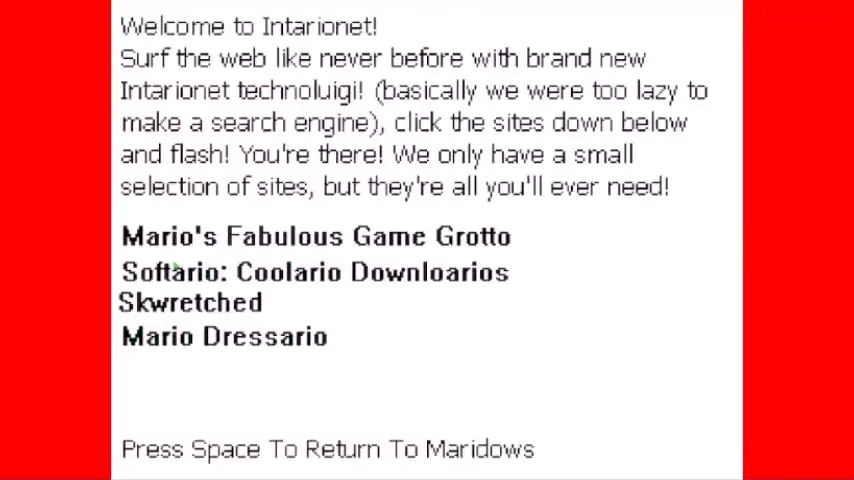 Welcome to Intarionet!
Surf the web like never before with brand new
Intarionet technoluigi! (basically we were too lazy to
make a search engine), click the sites down below
and flash! You're there! We only have a small
selection of sites, but they're all you'll ever need!
Mario's Fabulous Game Grotto
Softario: Coolario Downloarios
Skwretched
Mario Dressario
Press Space To Return To Maridows